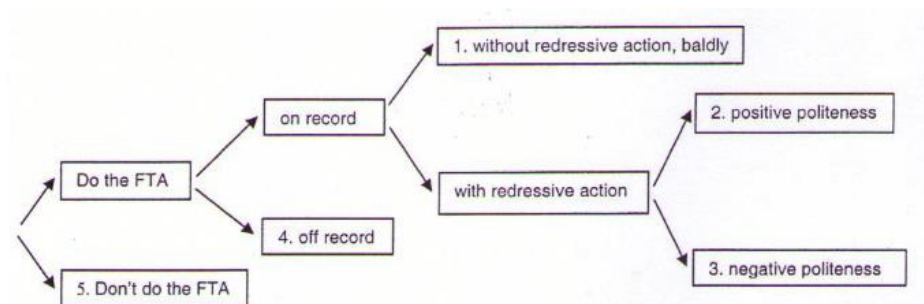 1. without redressive action, baldly
on record
2. positive politeness
Do the FTA
with redressive action
4. off record
3. negative politeness
5. Don't do the FTA